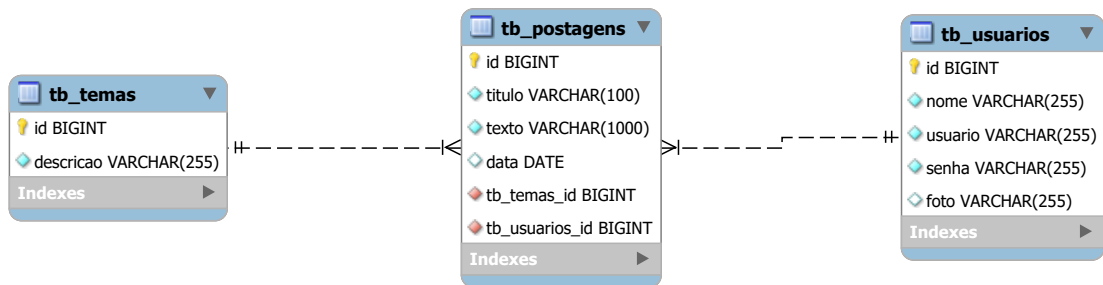 tb_temas
id BIGINT
descricao VARCHAR(255)
Indexes
tb_postagens
id BIGINT
titulo VARCHAR(100)
texto VARCHAR(1000)
data DATE
tb_temas_id BIGINT
tb_usuarios_id BIGINT
Indexes
tb_usuarios
id BIGINT
nome VARCHAR(255)
usuario VARCHAR(255)
senha VARCHAR(255)
foto VARCHAR(255)
Indexes